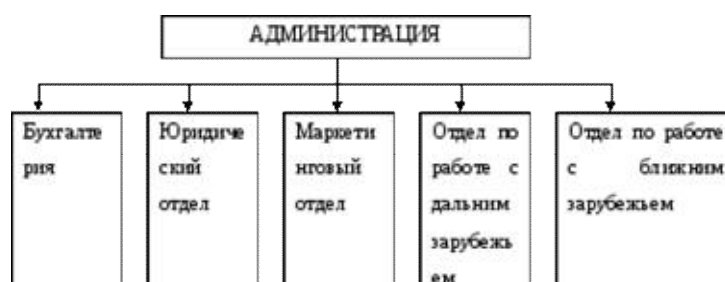 АДМИНИСТРАЦИЯ
Бухгалте
рия
Юридиче
ский
отдел
Маркети
нговый
отдел
Отдел по
работе с
дальним
зарубежь
ем
Отдел по работе
с ближним
зарубежьем